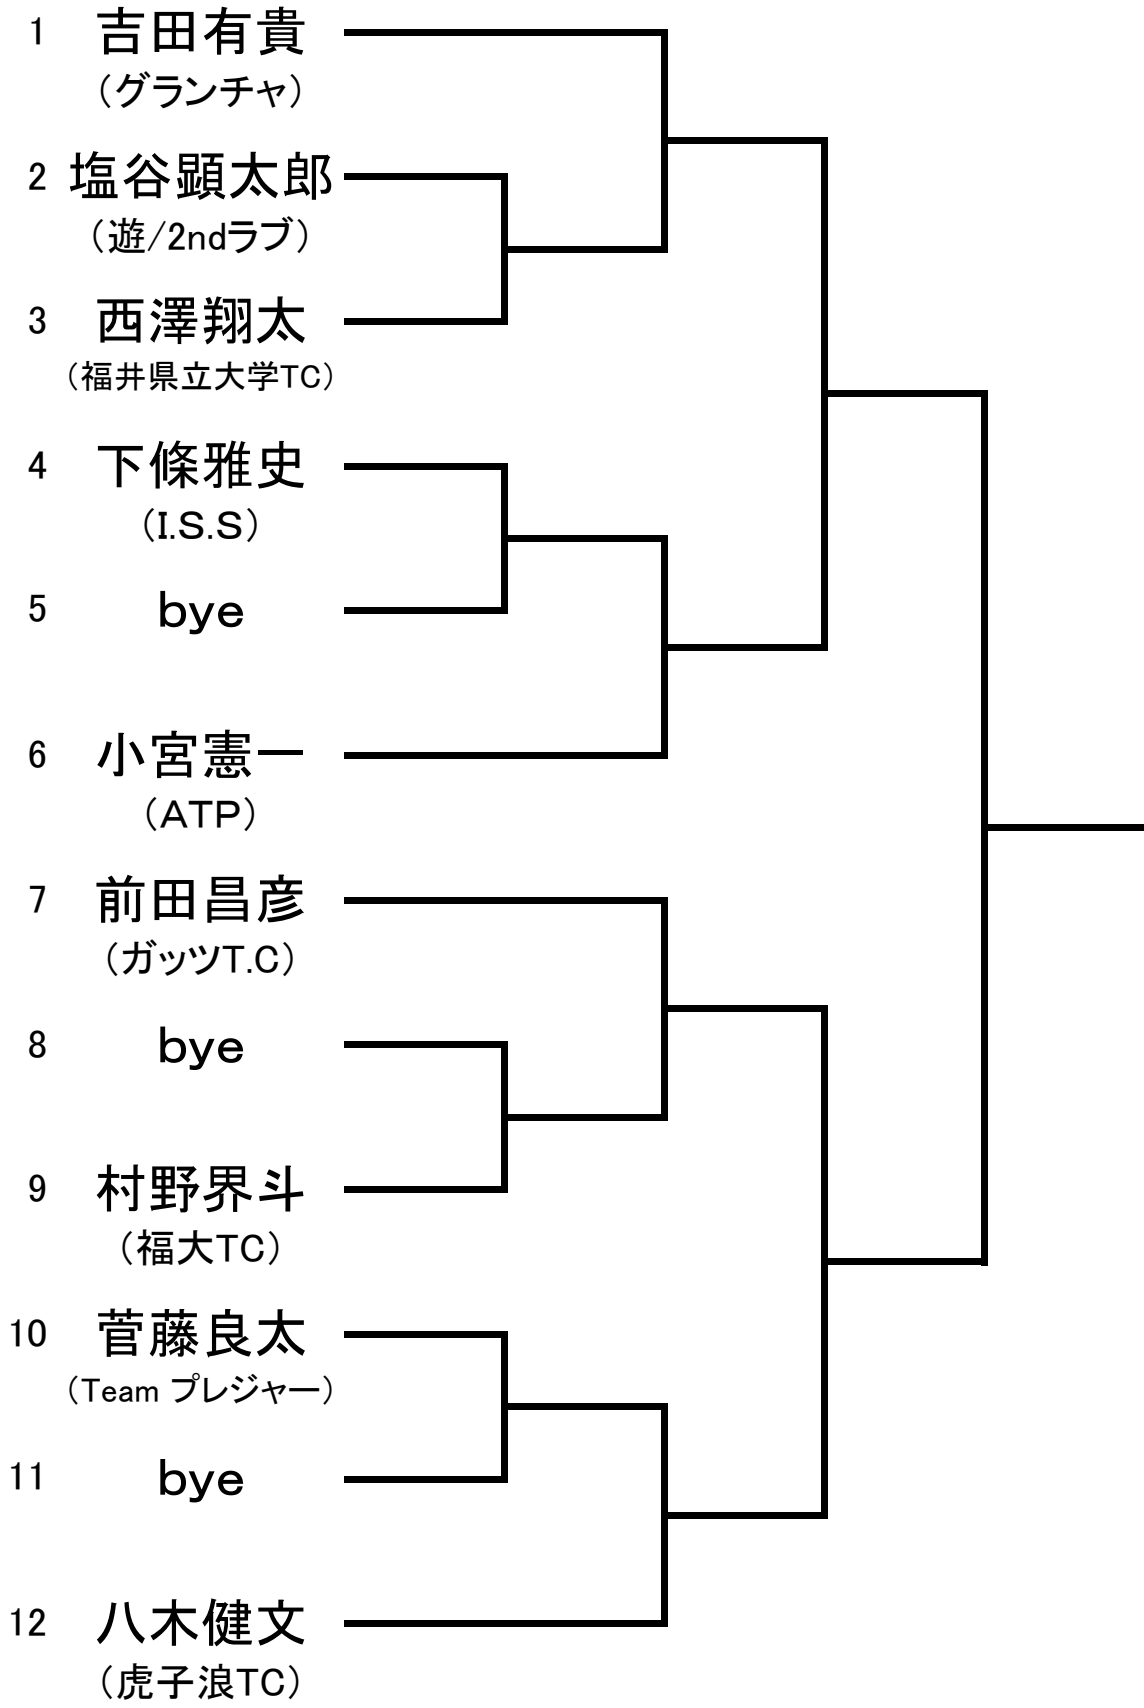 1 吉田有貴
（グランチャ）
2 塩谷顕太郎
（遊/2ndラブ）
3 西澤翔太
（福井県立大学TC）
4 下條雅史
（I.S.S）
5 bye
6 小宮憲一
（ATP）
7 前田昌彦
（ガッツT.C）
8 bye
9 村野界斗
（福大TC）
10 菅藤良太
（Team プレジャー）
11 bye
12 八木健文
（虎子浪TC）